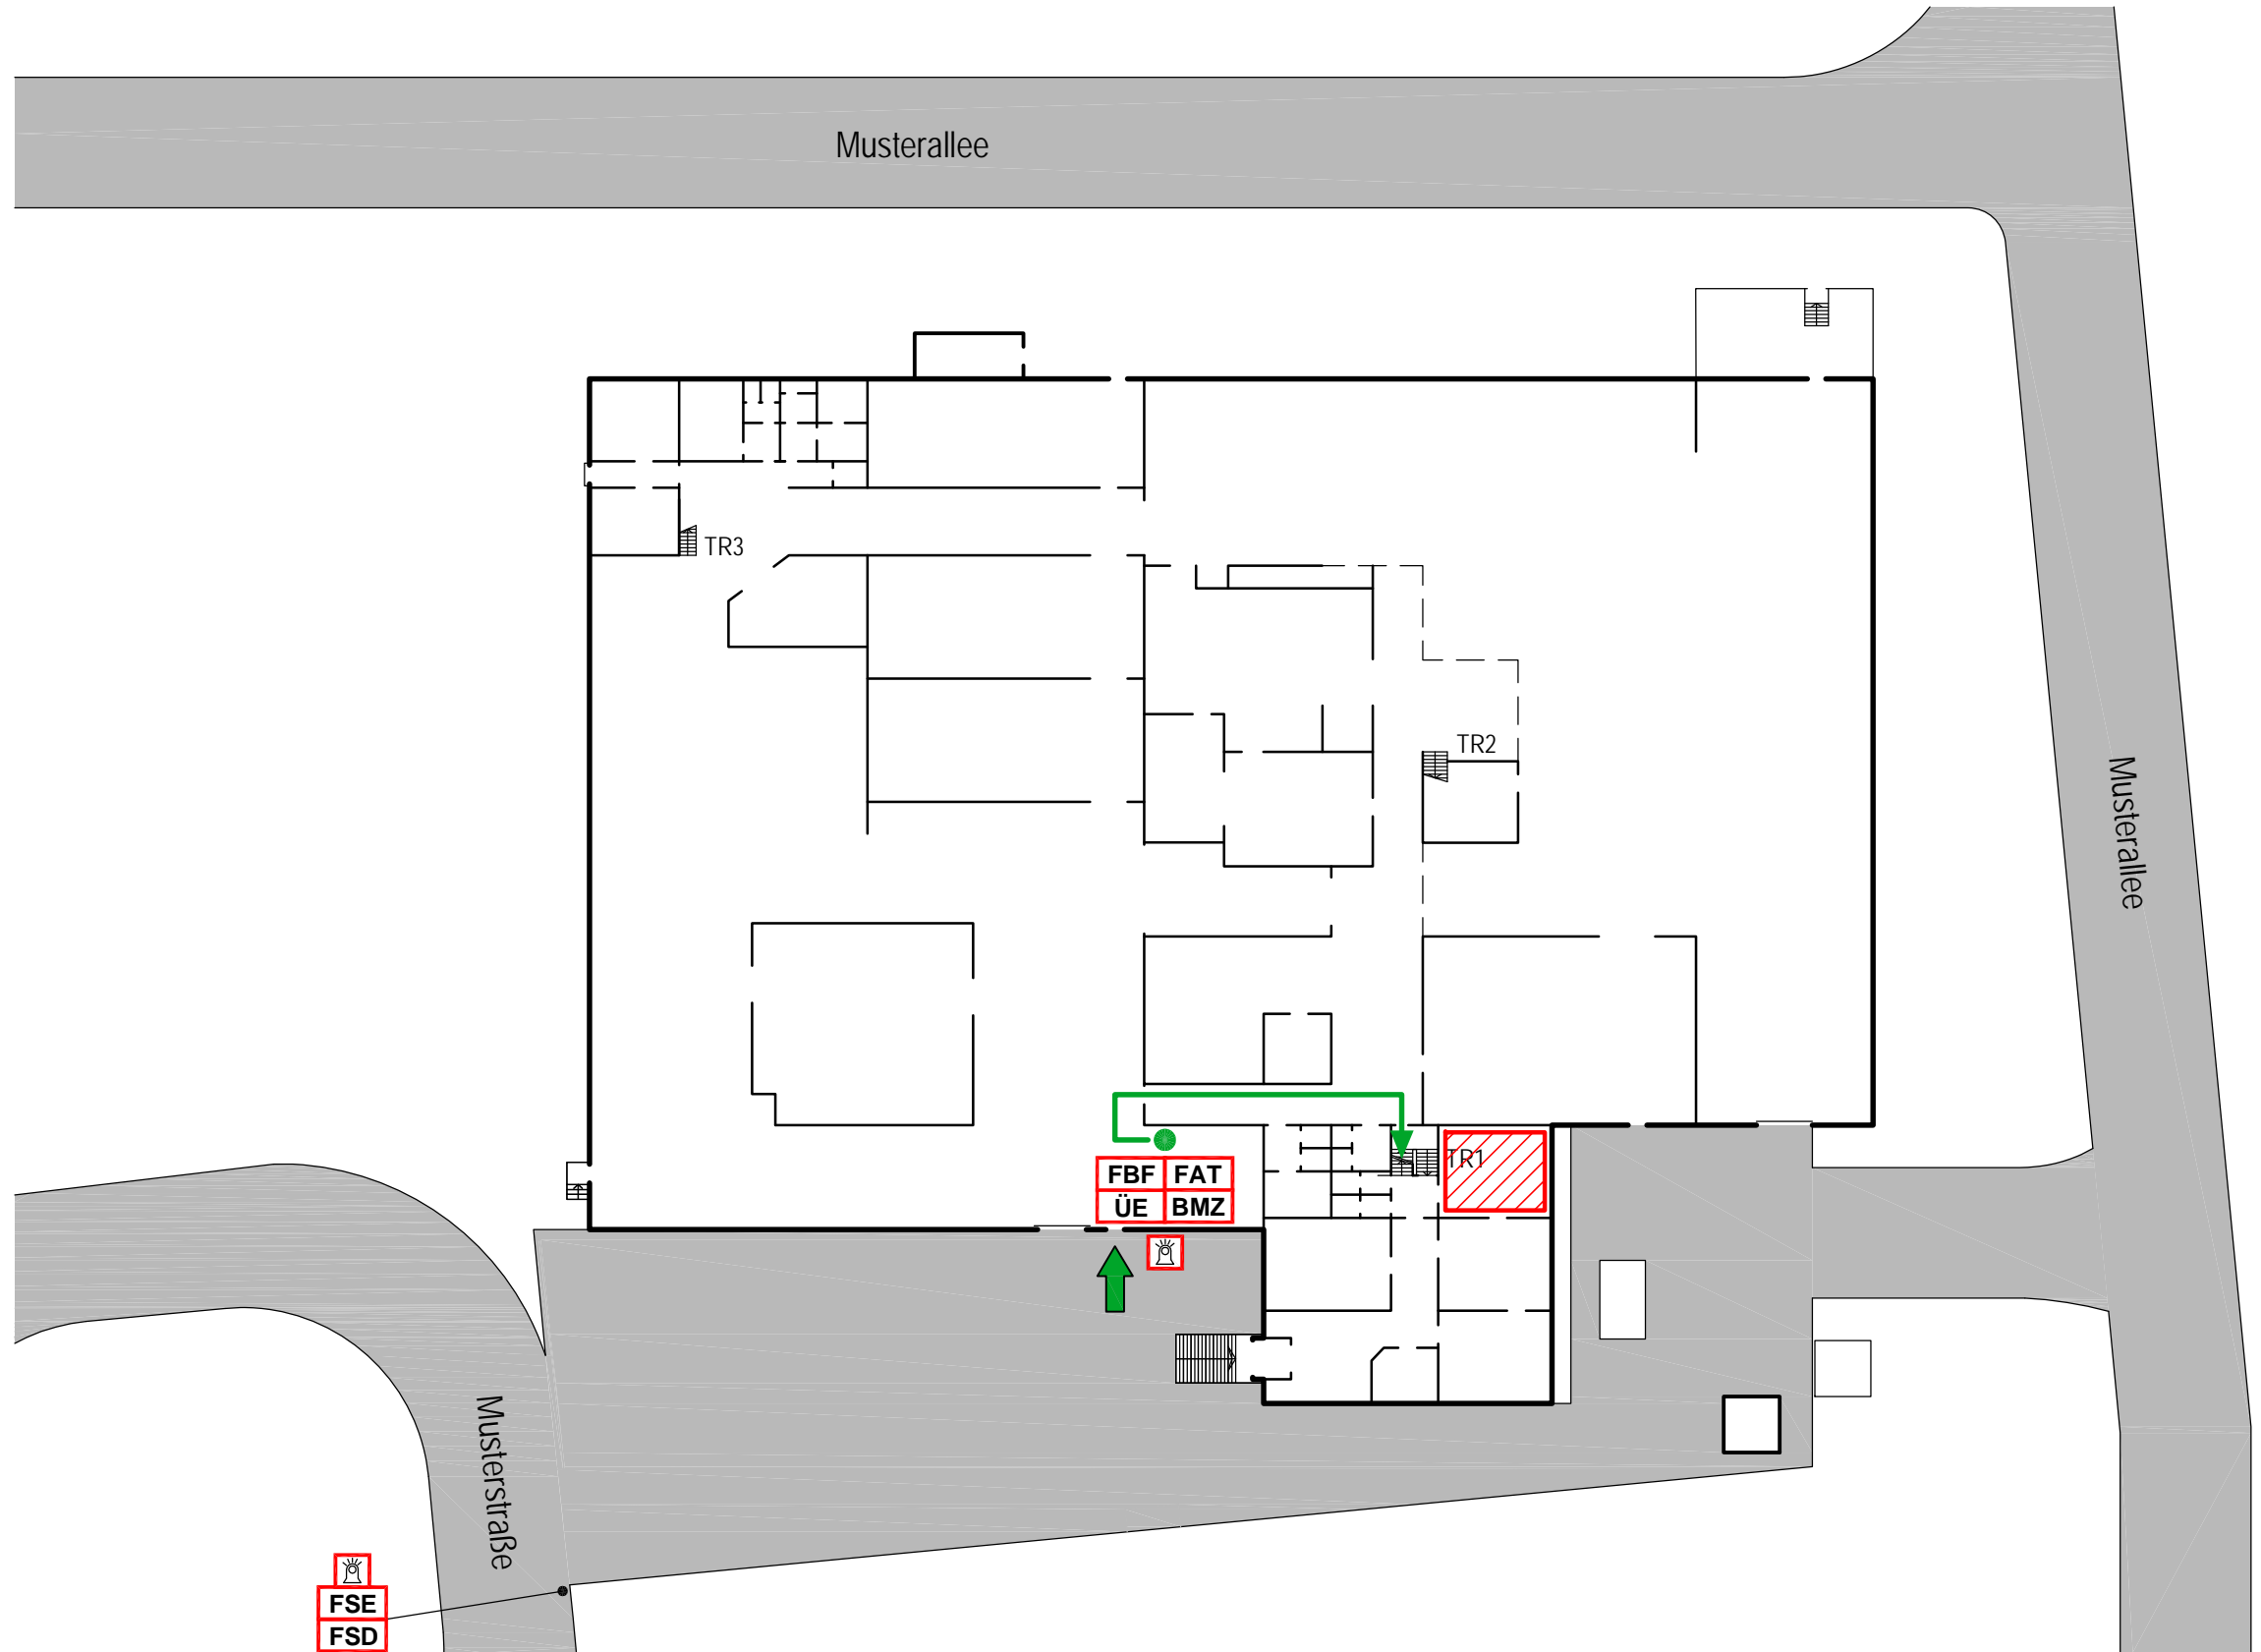 Musterallee
TR3
TR2
Musterallee
TR1
FBF FAT
ÜE BMZ
Musterstraße
FSE
FSD